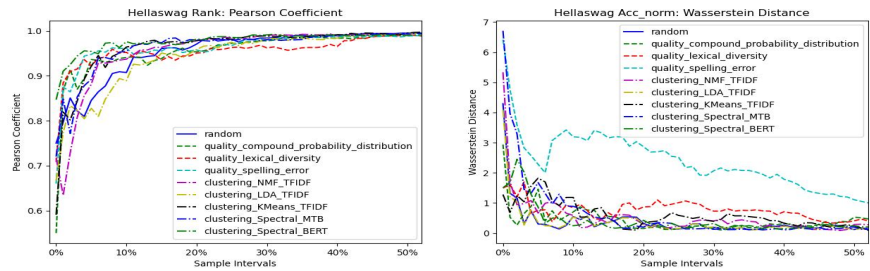 Hellaswag Rank: Pearson Coefficient
Pearson Coefficient
1.0
0.9
0.8
0.7
0.6
random
quality_compound_probability_distribution
quality_lexical_diversity
quality_spelling_error
clustering_NMF_TFIDF
clustering_LDA_TFIDF
clustering_KMeans_TFIDF
clustering_Spectral_MTB
clustering_Spectral_BERT
0% 10% 20% 30% 40% 50%
Sample Intervals
Hellaswag Acc_norm: Wasserstein Distance
Wasserstein Distance
7
6
5
4
3
2
1
0
random
quality_compound_probability_distribution
quality_lexical_diversity
quality_spelling_error
clustering_NMF_TFIDF
clustering_LDA_TFIDF
clustering_KMeans_TFIDF
clustering_Spectral_MTB
clustering_Spectral_BERT
0% 10% 20% 30% 40% 50%
Sample Intervals